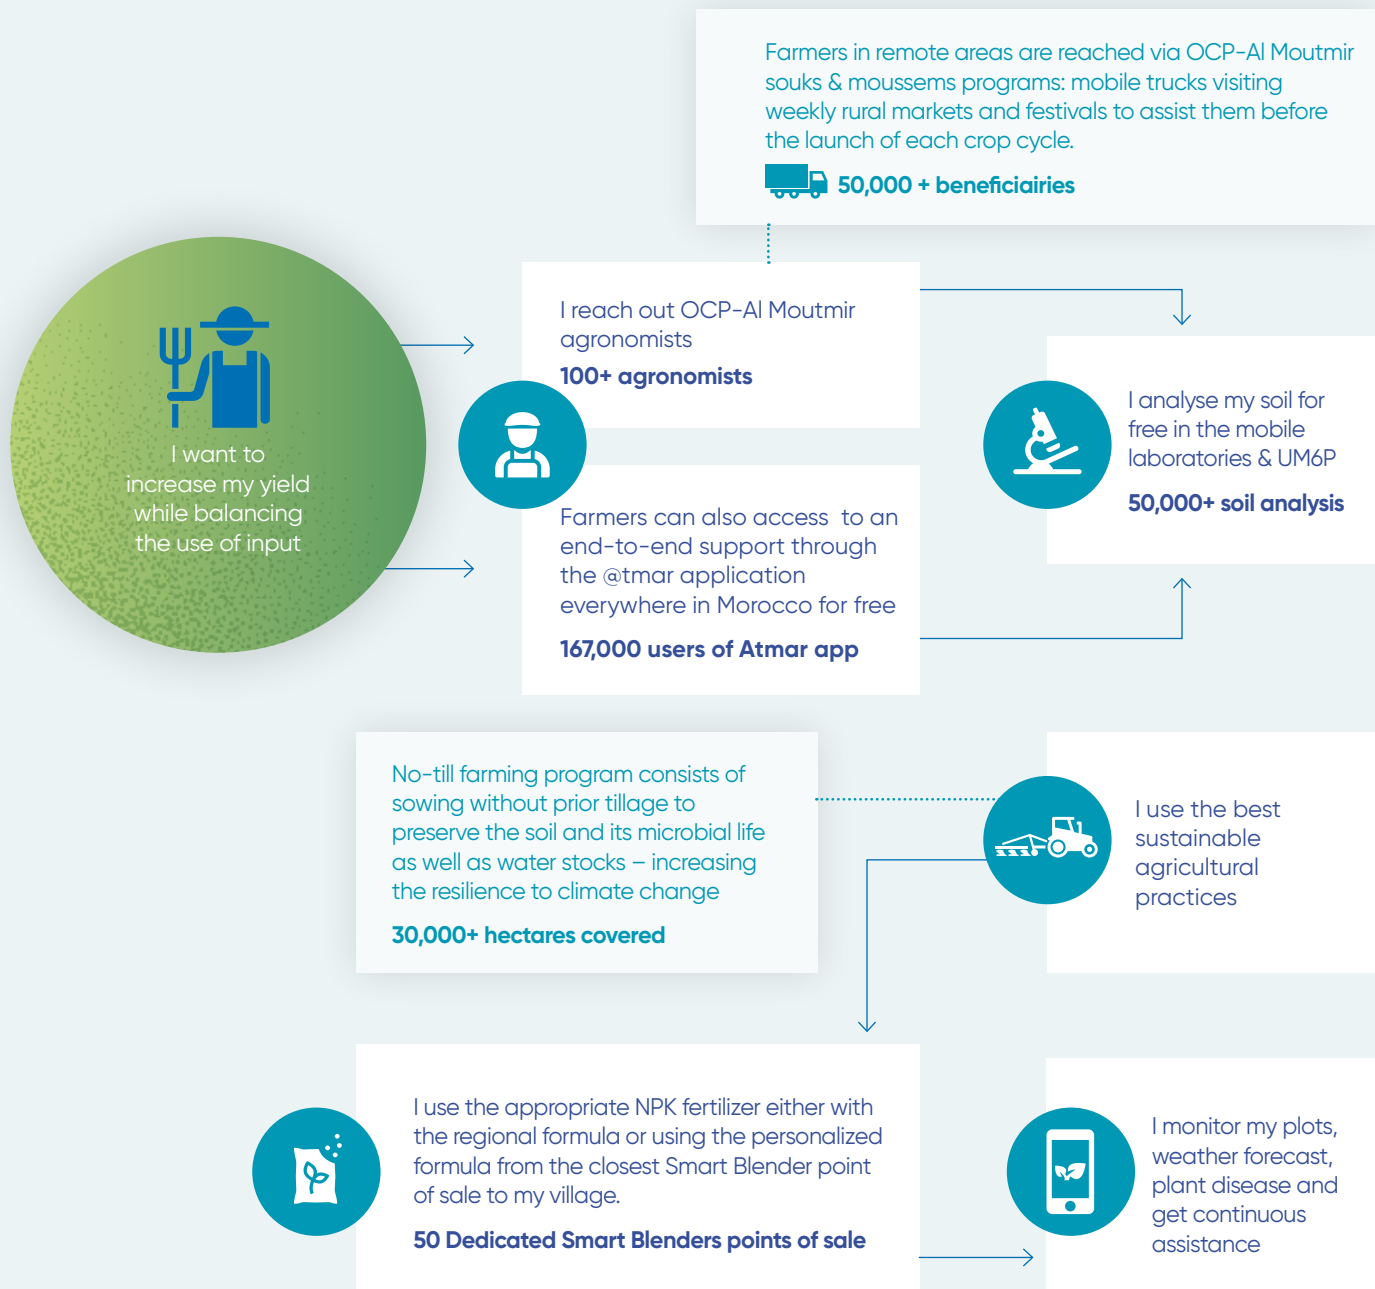 Farmers in remote areas are reached via OCP-Al Moutmir
souks & moussems programs: mobile trucks visiting
weekly rural markets and festivals to assist them before
the launch of each crop cycle.
50,000 + beneficiairies
I want to
increase my yield
while balancing
the use of input
I reach out OCP-Al Moutmir
agronomists
100+ agronomists
Farmers can also access  to an
end-to-end support through
the @tmar application
everywhere in Morocco for free
167,000 users of Atmar app
I analyse my soil for
free in the mobile
laboratories & UM6P
50,000+ soil analysis
No-till farming program consists of
sowing without prior tillage to
preserve the soil and its microbial life
as well as water stocks – increasing
the resilience to climate change
30,000+ hectares covered
I use the best
sustainable
agricultural
practices
I use the appropriate NPK fertilizer either with
the regional formula or using the personalized
formula from the closest Smart Blender point
of sale to my village.
50 Dedicated Smart Blenders points of sale
I monitor my plots,
weather forecast,
plant disease and
get continuous
assistance